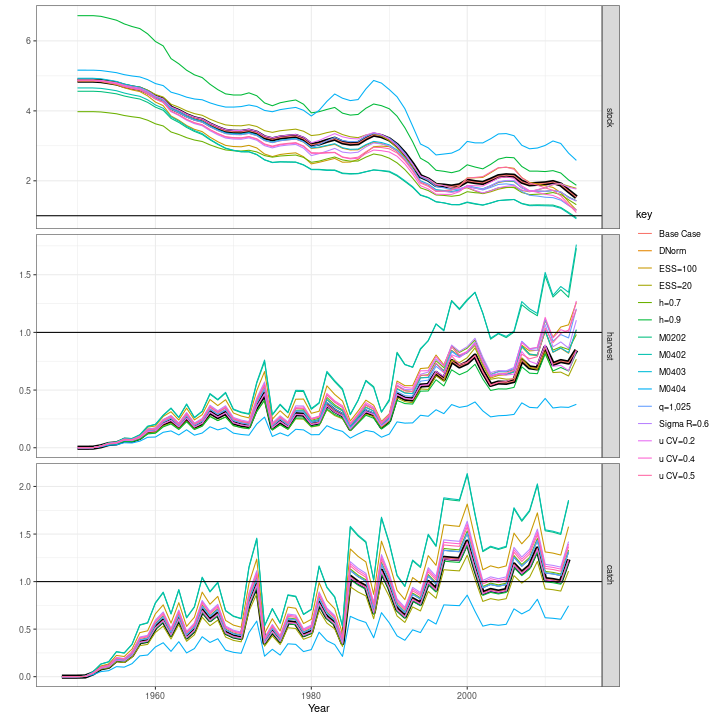 6
4
2
stock
1.5
1.0
0.5
0.0
harvest
2.0
1.5
1.0
0.5
0.0
catch
1960
1980
2000
Year
key
Base Case
DNorm
ESS=100
ESS=20
h=0.7
h=0.9
M0202
M0402
M0403
M0404
q=1,025
Sigma R=0.6
u CV=0.2
u CV=0.4
u CV=0.5